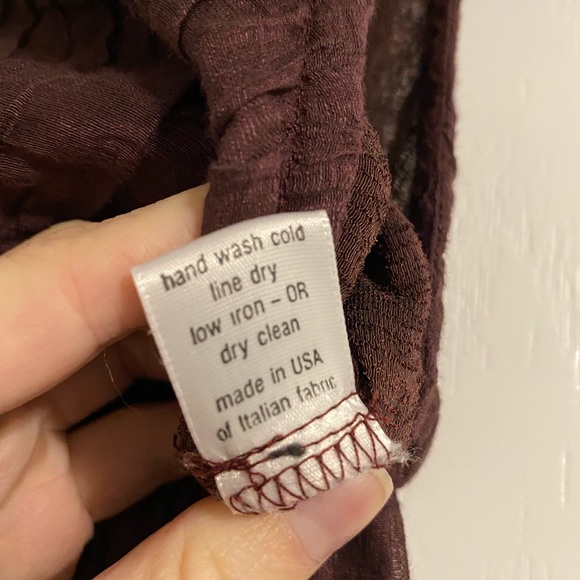 hand wash cold
line dry
low iron - OR
dry clean
made in USA
of Italian fabric